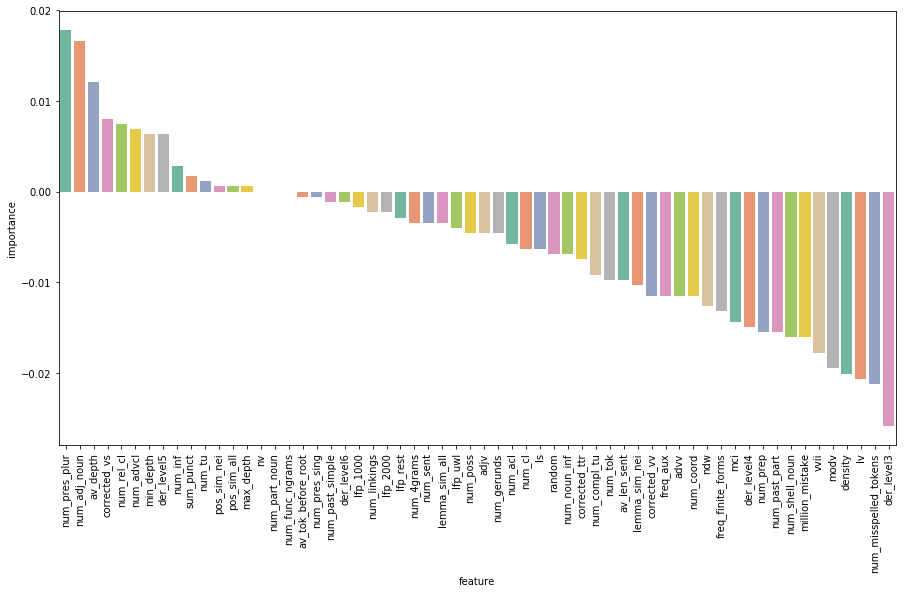 0.02
0.01
0.00
−0.01
−0.02
importance
num_pres_plur
num_adj_noun
av_depth
corrected_vs
num_rel_cl
num_advcl
min_depth
der_level5
num_inf
sum_punct
num_tu
pos_sim_nei
pos_sim_all
max_depth
nv
num_part_noun
num_func_ngrams
av_tok_before_root
num_pres_sing
num_past_simple
der_level6
lfp_1000
num_linkings
lfp_2000
lfp_rest
num_4grams
num_sent
lemma_sim_all
lfp_uwl
num_poss
adjv
num_gerunds
num_acl
num_cl
ls
random
num_noun_inf
corrected_ttr
num_compl_tu
num_tok
av_len_sent
lemma_sim_nei
corrected_vv
freq_aux
advv
num_coord
ndw
freq_finite_forms
mci
der_level4
num_prep
num_past_part
num_shell_noun
million_mistake
vvii
modv
density
lv
num_misspelled_tokens
der_level3
feature